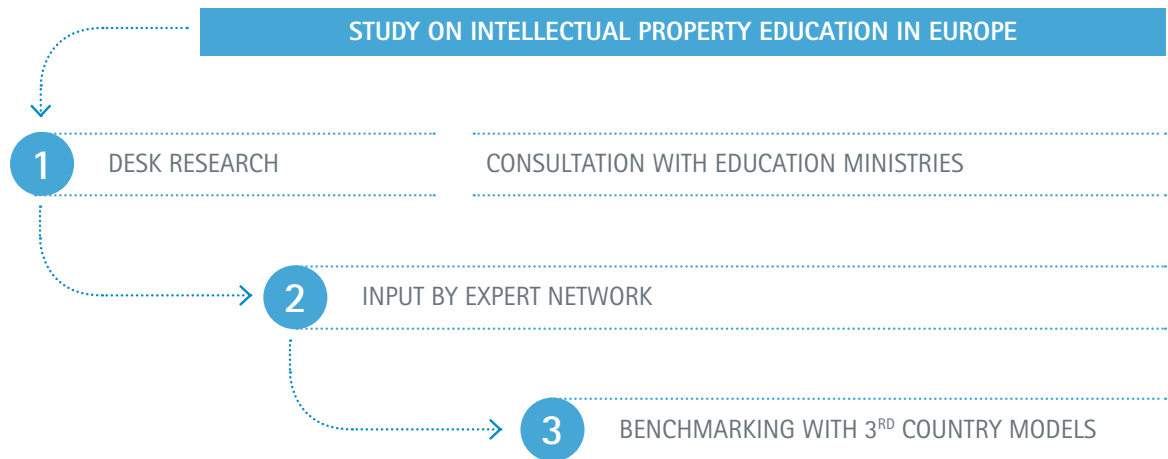 STUDY ON INTELLECTUAL PROPERTY EDUCATION IN EUROPE
1 DESK RESEARCH CONSULTATION WITH EDUCATION MINISTRIES
2 INPUT BY EXPERT NETWORK
3 BENCHMARKING WITH 3RD COUNTRY MODELS